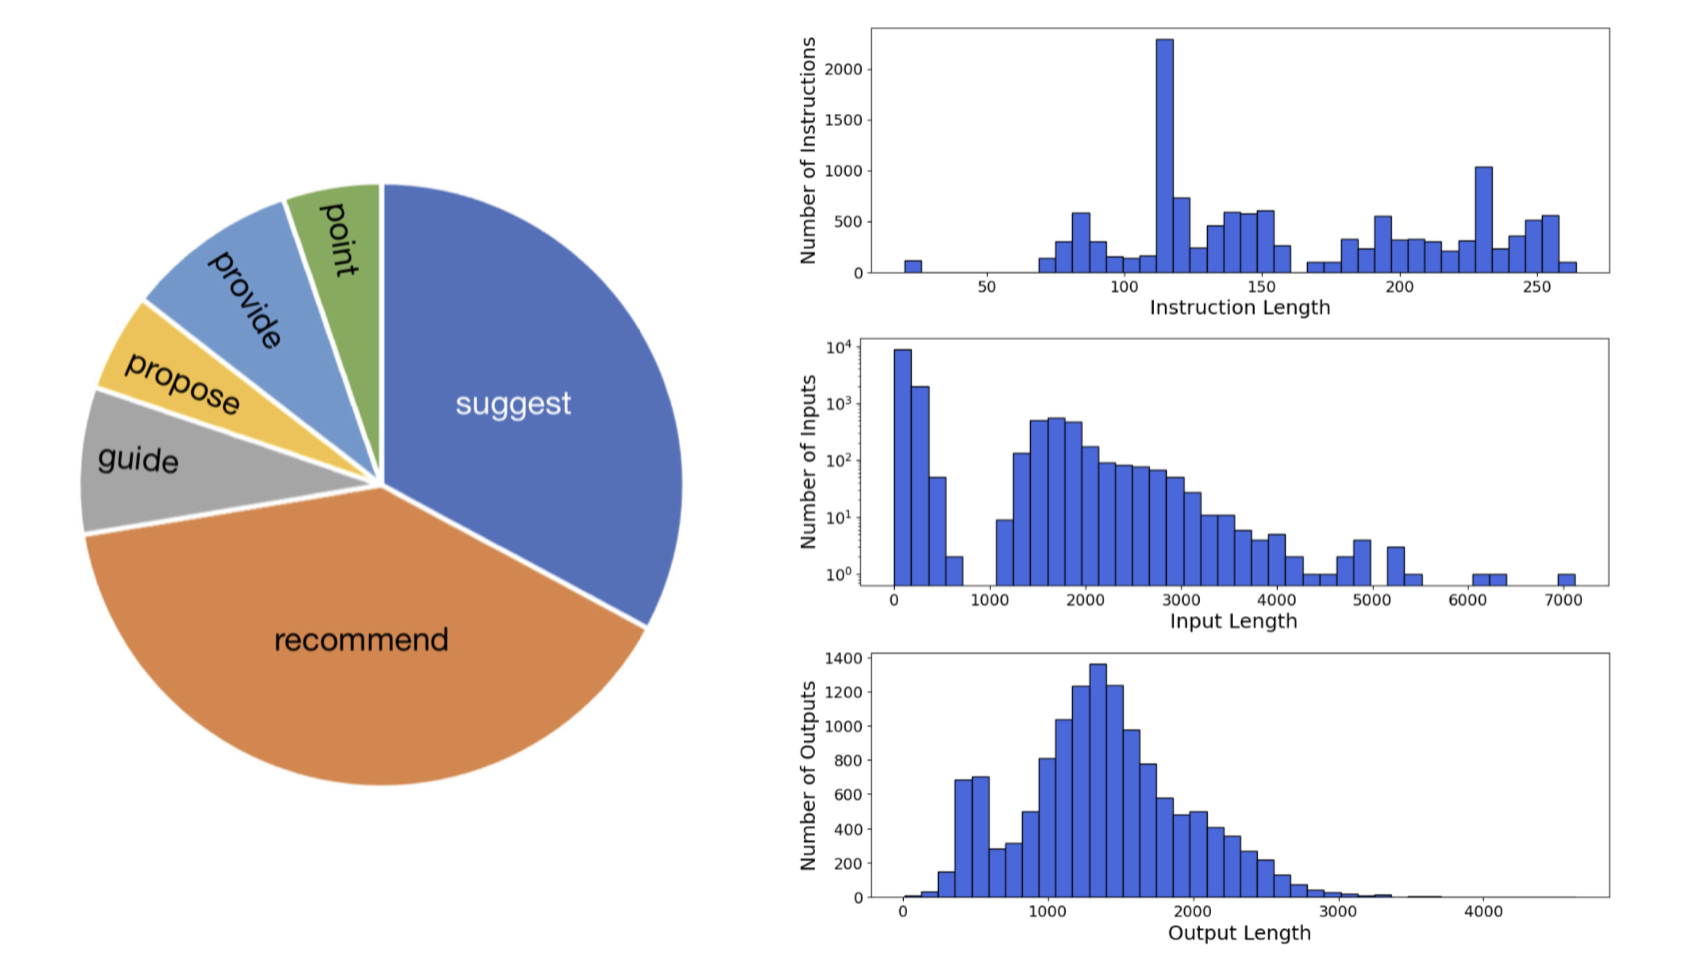 point
provide
propose
guide
suggest
recommend
Number of Instructions
2000
1500
1000
500
0
50 100 150 200 250
Instruction Length
Number of Inputs
10⁴
10³
10²
10¹
10⁰
0 1000 2000 3000 4000 5000 6000 7000
Input Length
Number of Outputs
1400
1200
1000
800
600
400
200
0
0 1000 2000 3000 4000
Output Length